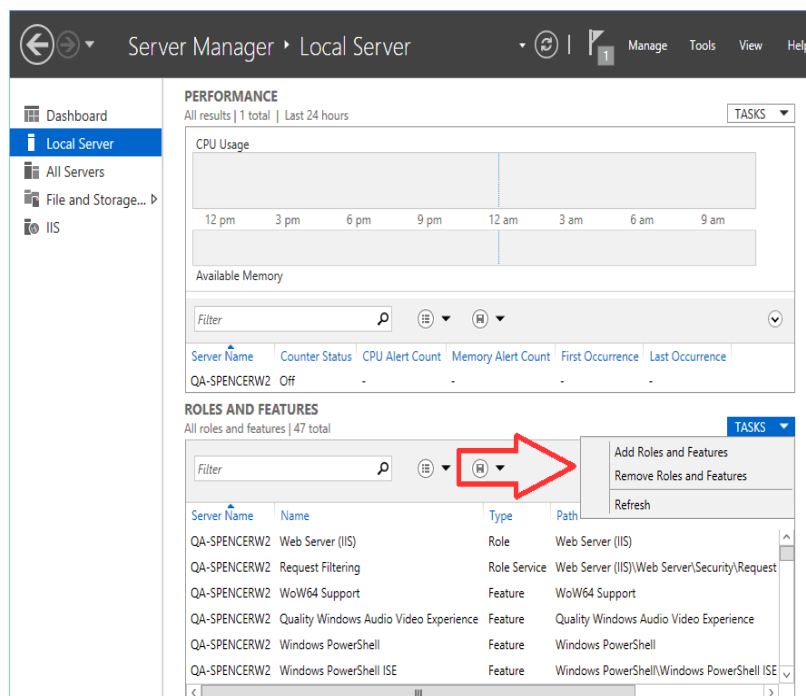 Server Manager ‣ Local Server
1
Manage Tools View Help
Dashboard
Local Server
All Servers
File and Storage...
IIS
PERFORMANCE
All results | 1 total | Last 24 hours
TASKS
CPU Usage
12 pm 3 pm 6 pm 9 pm 12 am 3 am 6 am 9 am
Available Memory
Filter
Server Name Counter Status CPU Alert Count Memory Alert Count First Occurrence Last Occurrence
QA-SPENCERW2 Off - - - -
ROLES AND FEATURES
All roles and features | 47 total
TASKS
Add Roles and Features
Remove Roles and Features
Refresh
Filter
Server Name Name Type Path
QA-SPENCERW2 Web Server (IIS) Role Web Server (IIS)
QA-SPENCERW2 Request Filtering Role Service Web Server (IIS)\Web Server\Security\Request
QA-SPENCERW2 WoW64 Support Feature WoW64 Support
QA-SPENCERW2 Quality Windows Audio Video Experience Feature Quality Windows Audio Video Experience
QA-SPENCERW2 Windows PowerShell Feature Windows PowerShell
QA-SPENCERW2 Windows PowerShell ISE Feature Windows PowerShell\Windows PowerShell ISE